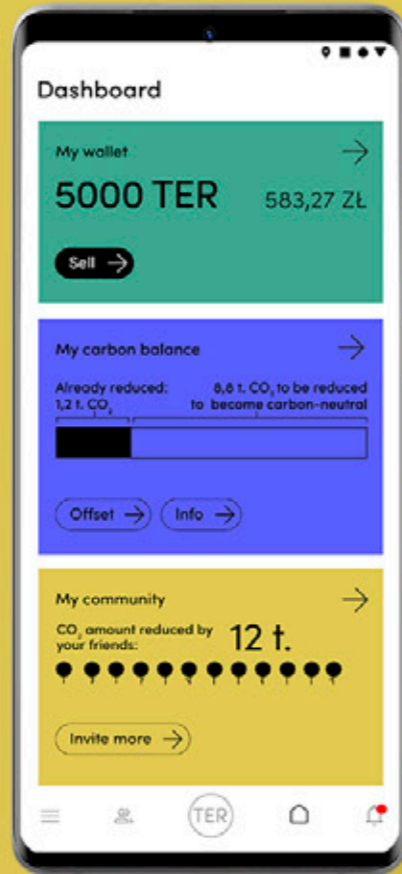 Dashboard
My wallet
5000 TER 583,27 ZŁ
Sell
My carbon balance
Already reduced: 8,8 t. CO₂ to be reduced
1,2 t. CO₂ to become carbon-neutral
Offset Info
My community
CO₂ amount reduced by
your friends: 12 t.
Invite more
TER